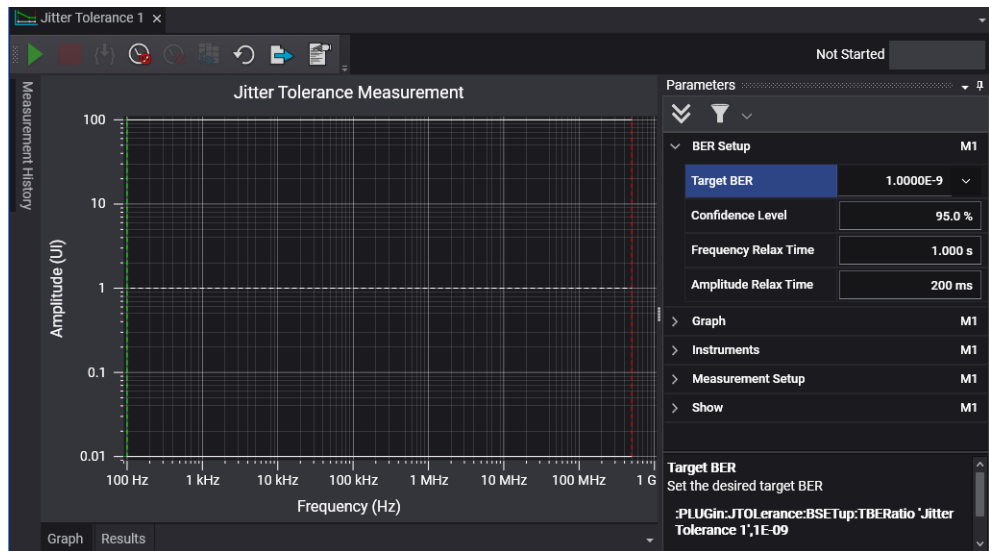 Jitter Tolerance 1
Not Started
Measurement History
Jitter Tolerance Measurement
Amplitude (UI)
100
10
1
0.1
0.01
100 Hz 1 kHz 10 kHz 100 kHz 1 MHz 10 MHz 100 MHz 1 G
Frequency (Hz)
Graph Results
Parameters
BER Setup M1
Target BER 1.0000E-9
Confidence Level 95.0 %
Frequency Relax Time 1.000 s
Amplitude Relax Time 200 ms
Graph M1
Instruments M1
Measurement Setup M1
Show M1
Target BER
Set the desired target BER
:PLUGin:JTOLerance:BSETup:TBERatio 'Jitter
Tolerance 1',1E-09